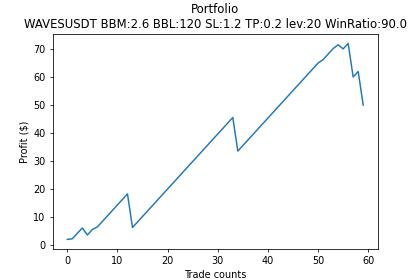 Portfolio
WAVESUSDT BBM:2.6 BBL:120 SL:1.2 TP:0.2 lev:20 WinRatio:90.0
70
60
50
40
30
20
10
0
Profit ($)
0 10 20 30 40 50 60
Trade counts